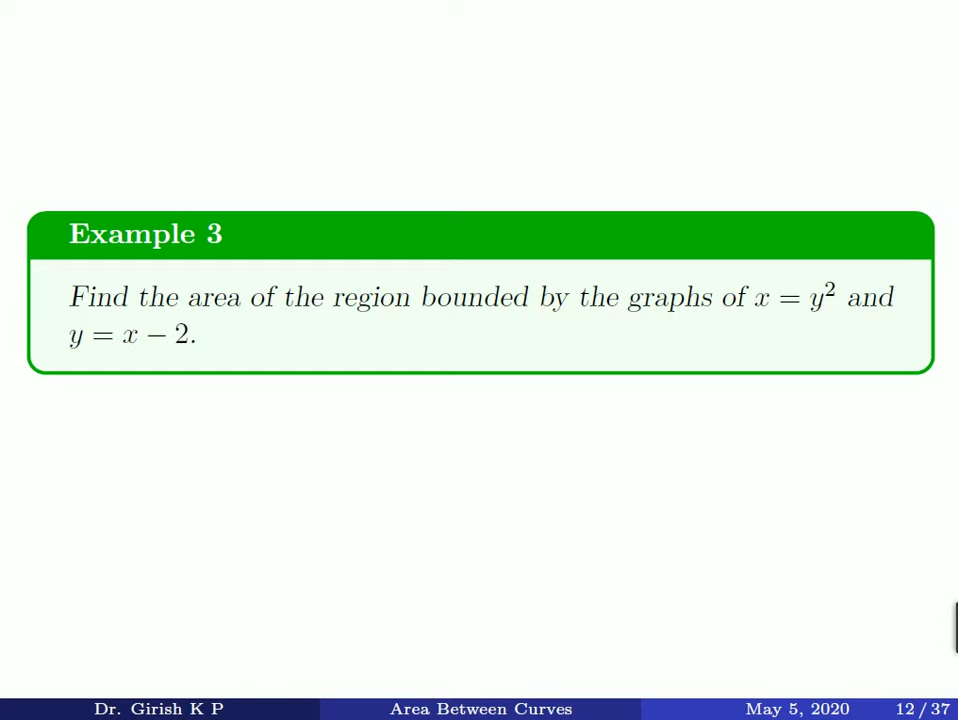 Example 3
Find the area of the region bounded by the graphs of x = y² and
y = x − 2.
Dr. Girish K P Area Between Curves May 5, 2020 12 / 37